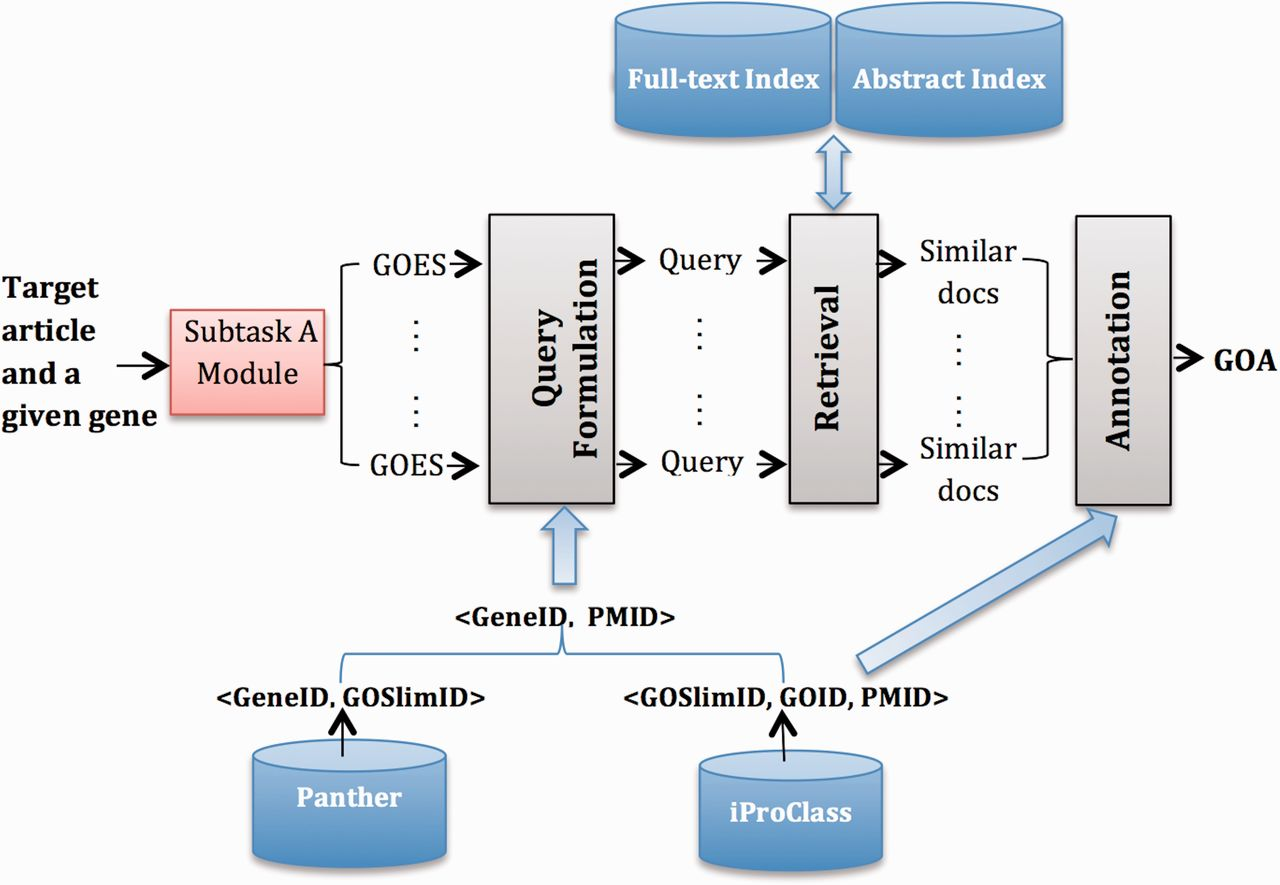 Full-text Index
Abstract Index
Target
article
and a
given gene
Subtask A
Module
GOES
GOES
Query
Formulation
Query
Query
Retrieval
Similar
docs
Similar
docs
Annotation
GOA
<GeneID, PMID>
<GeneID, GOSlimID>
<GOSlimID, GOID, PMID>
Panther
iProClass